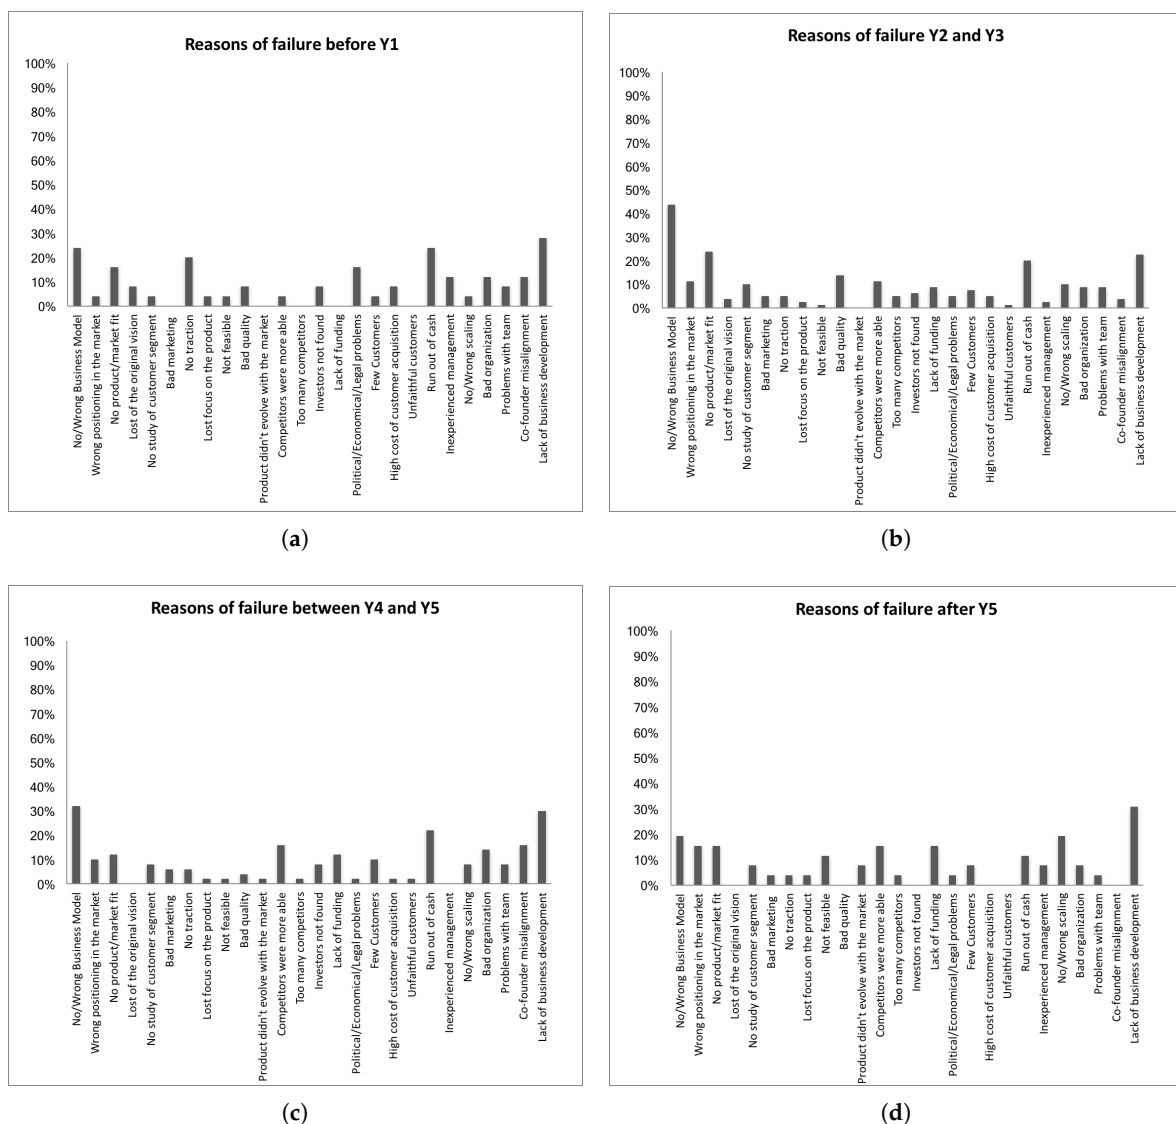 Reasons of failure before Y1
100%
90%
80%
70%
60%
50%
40%
30%
20%
10%
0%
No/Wrong Business Model
Wrong positioning in the market
No product/market fit
Lost of the original vision
No study of customer segment
Bad marketing
No traction
Lost focus on the product
Not feasible
Bad quality
Product didn't evolve with the market
Competitors were more able
Too many competitors
Investors not found
Lack of funding
Political/Economical/Legal problems
Few Customers
High cost of customer acquisition
Unfaithful customers
Run out of cash
Inexperienced management
No/Wrong scaling
Bad organization
Problems with team
Co-founder misalignment
Lack of business development
(a)
Reasons of failure Y2 and Y3
100%
90%
80%
70%
60%
50%
40%
30%
20%
10%
0%
No/Wrong Business Model
Wrong positioning in the market
No product/market fit
Lost of the original vision
No study of customer segment
Bad marketing
No traction
Lost focus on the product
Not feasible
Bad quality
Product didn't evolve with the market
Competitors were more able
Too many competitors
Investors not found
Lack of funding
Political/Economical/Legal problems
Few Customers
High cost of customer acquisition
Unfaithful customers
Run out of cash
Inexperienced management
No/Wrong scaling
Bad organization
Problems with team
Co-founder misalignment
Lack of business development
(b)
Reasons of failure between Y4 and Y5
100%
90%
80%
70%
60%
50%
40%
30%
20%
10%
0%
No/Wrong Business Model
Wrong positioning in the market
No product/market fit
Lost of the original vision
No study of customer segment
Bad marketing
No traction
Lost focus on the product
Not feasible
Bad quality
Product didn't evolve with the market
Competitors were more able
Too many competitors
Investors not found
Lack of funding
Political/Economical/Legal problems
Few Customers
High cost of customer acquisition
Unfaithful customers
Run out of cash
Inexperienced management
No/Wrong scaling
Bad organization
Problems with team
Co-founder misalignment
Lack of business development
(c)
Reasons of failure after Y5
100%
90%
80%
70%
60%
50%
40%
30%
20%
10%
0%
No/Wrong Business Model
Wrong positioning in the market
No product/market fit
Lost of the original vision
No study of customer segment
Bad marketing
No traction
Lost focus on the product
Not feasible
Bad quality
Product didn't evolve with the market
Competitors were more able
Too many competitors
Investors not found
Lack of funding
Political/Economical/Legal problems
Few Customers
High cost of customer acquisition
Unfaithful customers
Run out of cash
Inexperienced management
No/Wrong scaling
Bad organization
Problems with team
Co-founder misalignment
Lack of business development
(d)